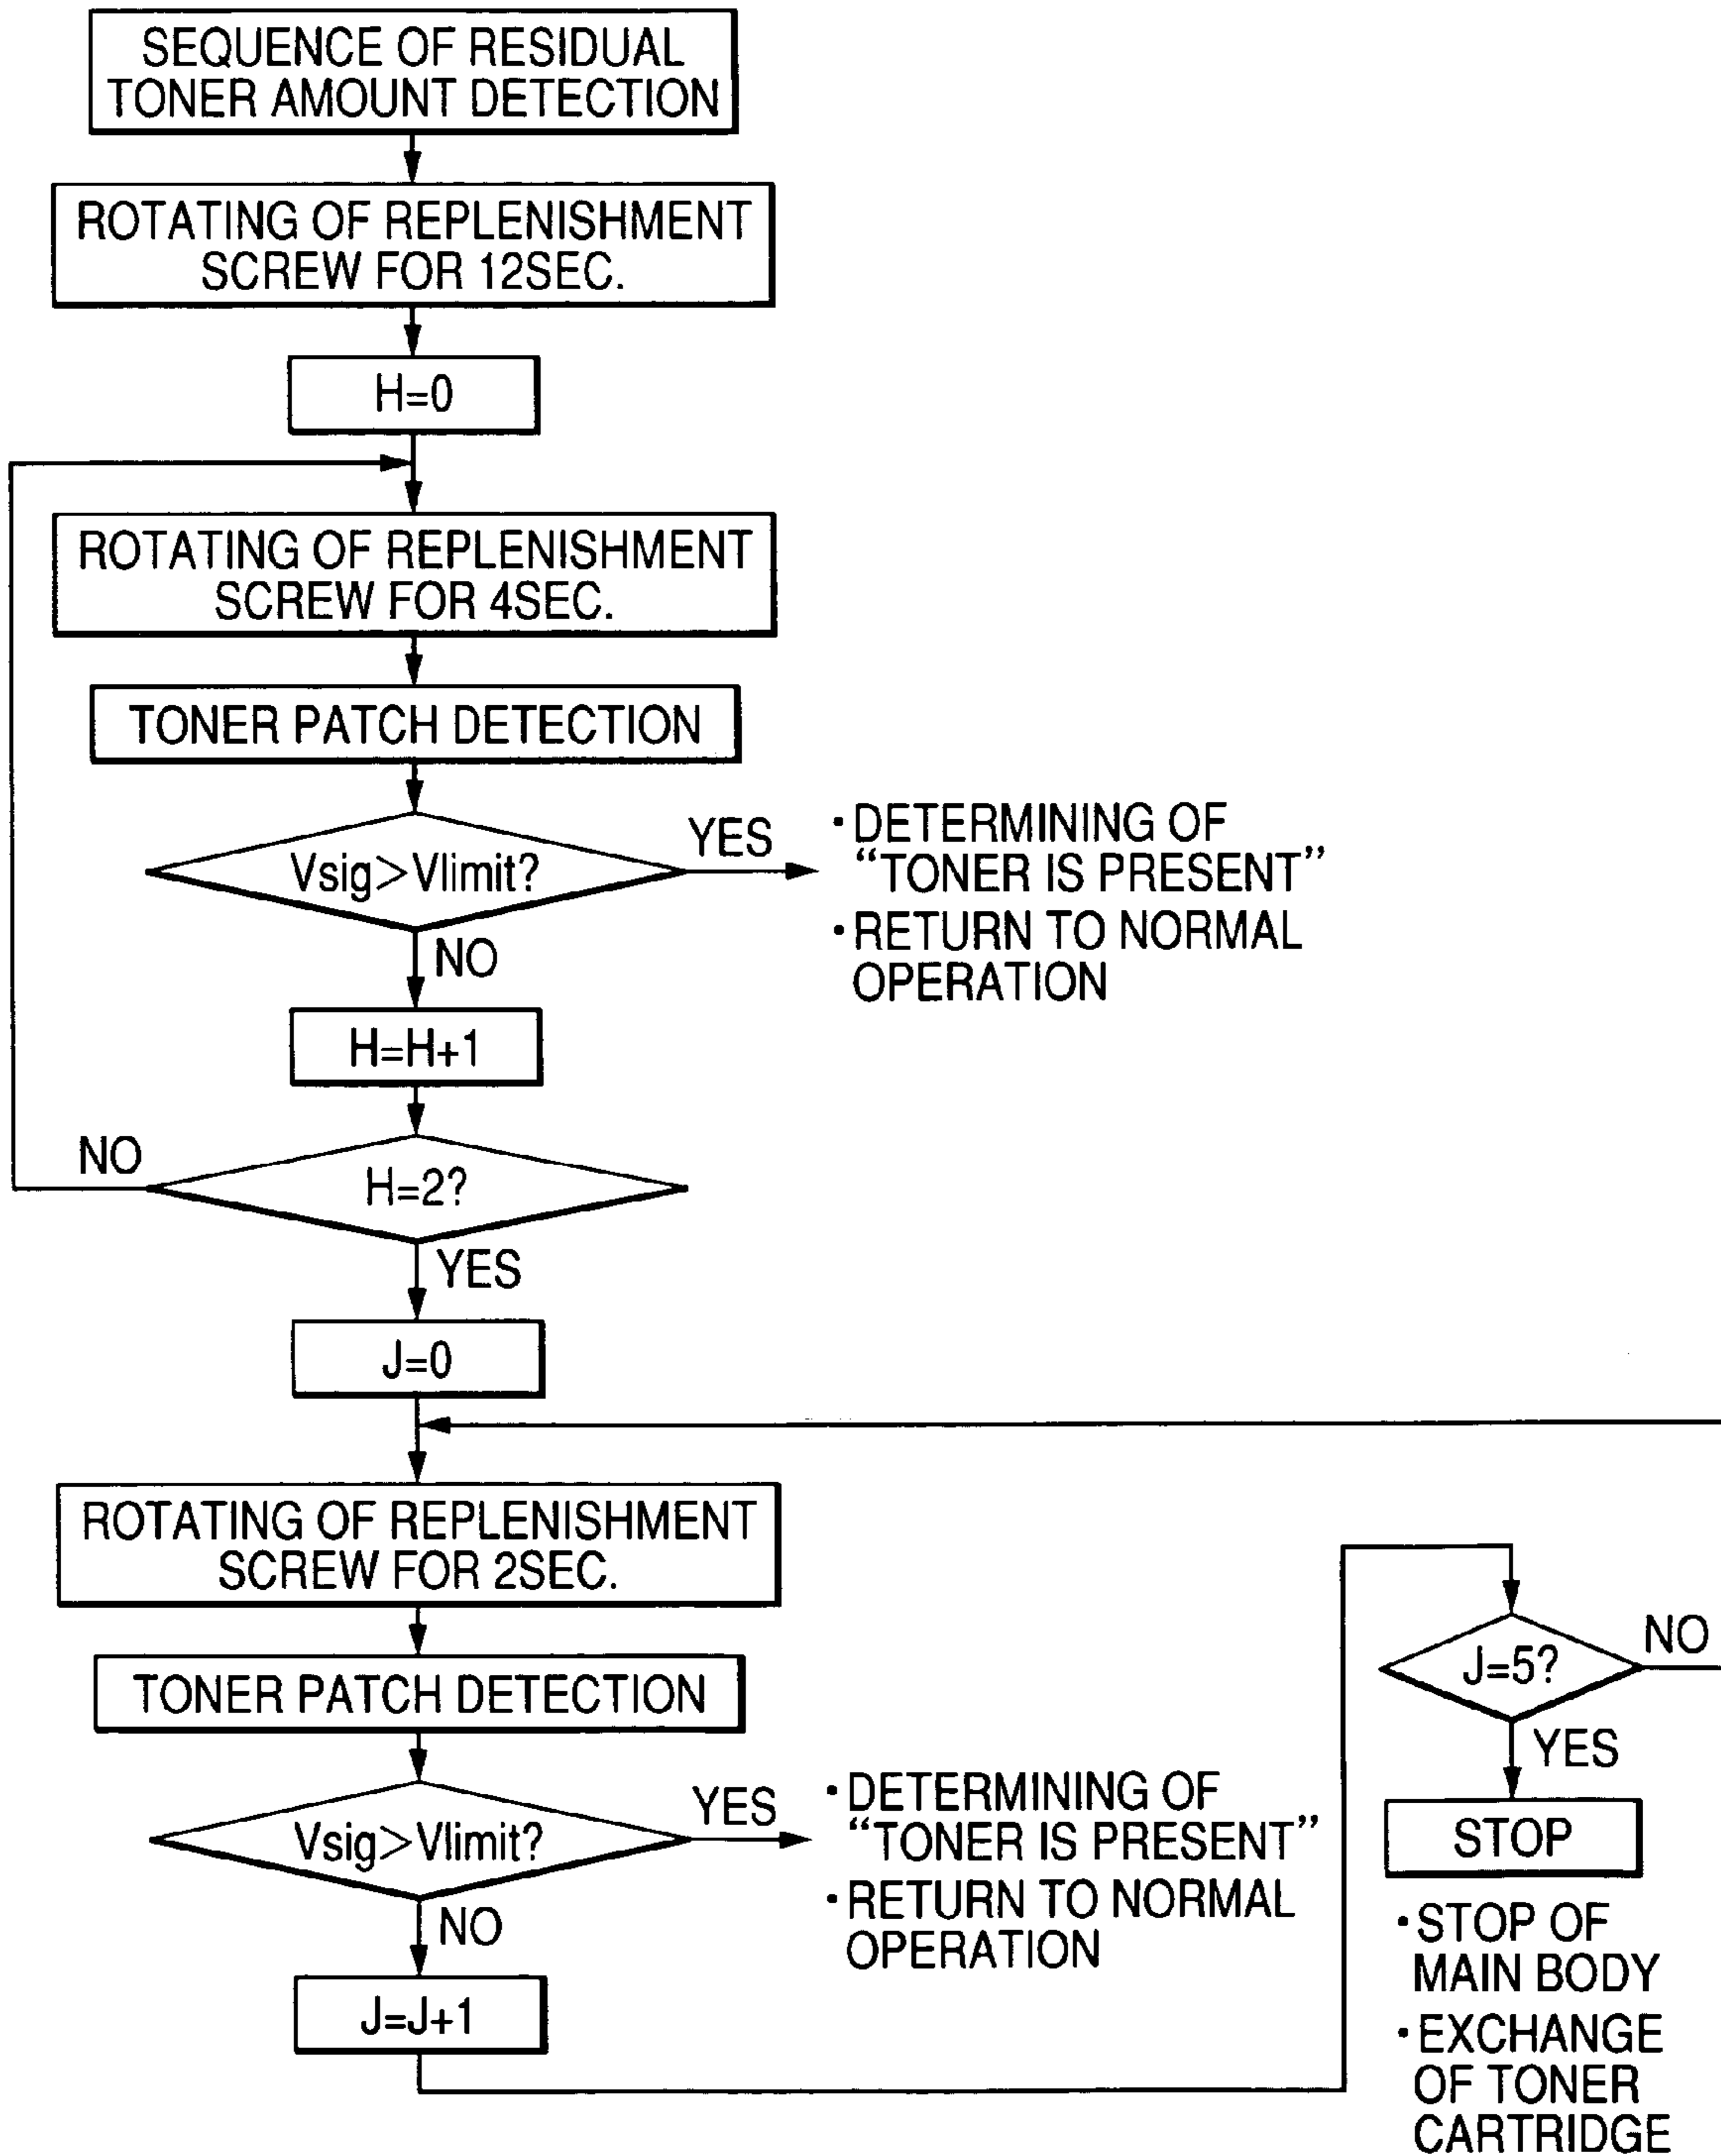 SEQUENCE OF RESIDUAL
TONER AMOUNT DETECTION
ROTATING OF REPLENISHMENT
SCREW FOR 12SEC.
H=0
ROTATING OF REPLENISHMENT
SCREW FOR 4SEC.
TONER PATCH DETECTION
Vsig>Vlimit?
YES
・DETERMINING OF
“TONER IS PRESENT”
・RETURN TO NORMAL
OPERATION
NO
H=H+1
NO
H=2?
YES
J=0
ROTATING OF REPLENISHMENT
SCREW FOR 2SEC.
TONER PATCH DETECTION
Vsig>Vlimit?
YES
・DETERMINING OF
“TONER IS PRESENT”
・RETURN TO NORMAL
OPERATION
NO
J=J+1
J=5?
NO
YES
STOP
・STOP OF
MAIN BODY
・EXCHANGE
OF TONER
CARTRIDGE